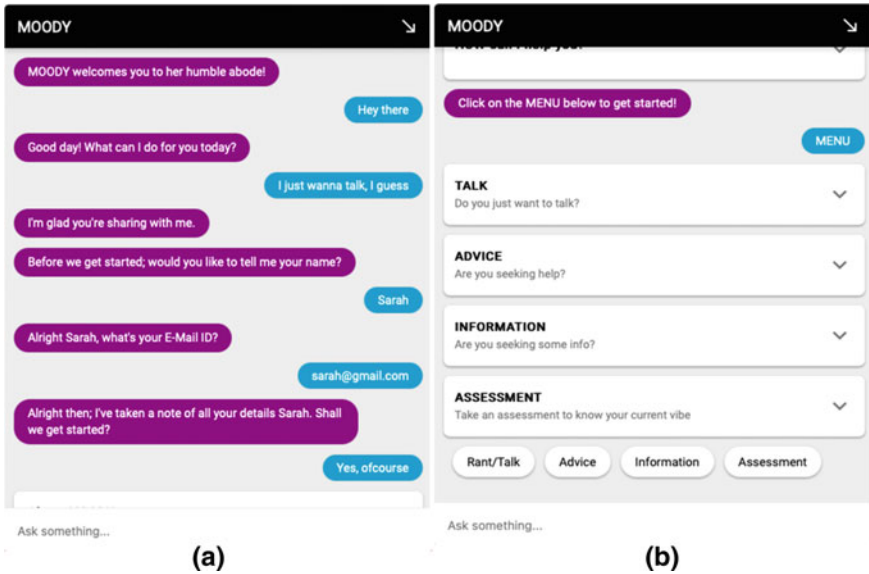 MOODY
MOODY welcomes you to her humble abode!
Hey there
Good day! What can I do for you today?
I just wanna talk, I guess
I'm glad you're sharing with me.
Before we get started; would you like to tell me your name?
Sarah
Alright Sarah, what's your E-Mail ID?
sarah@gmail.com
Alright then; I've taken a note of all your details Sarah. Shall
we get started?
Yes, ofcourse
Ask something...
(a)
MOODY
How can I help you?
Click on the MENU below to get started!
MENU
TALK
Do you just want to talk?
ADVICE
Are you seeking help?
INFORMATION
Are you seeking some info?
ASSESSMENT
Take an assessment to know your current vibe
Rant/Talk
Advice
Information
Assessment
Ask something...
(b)